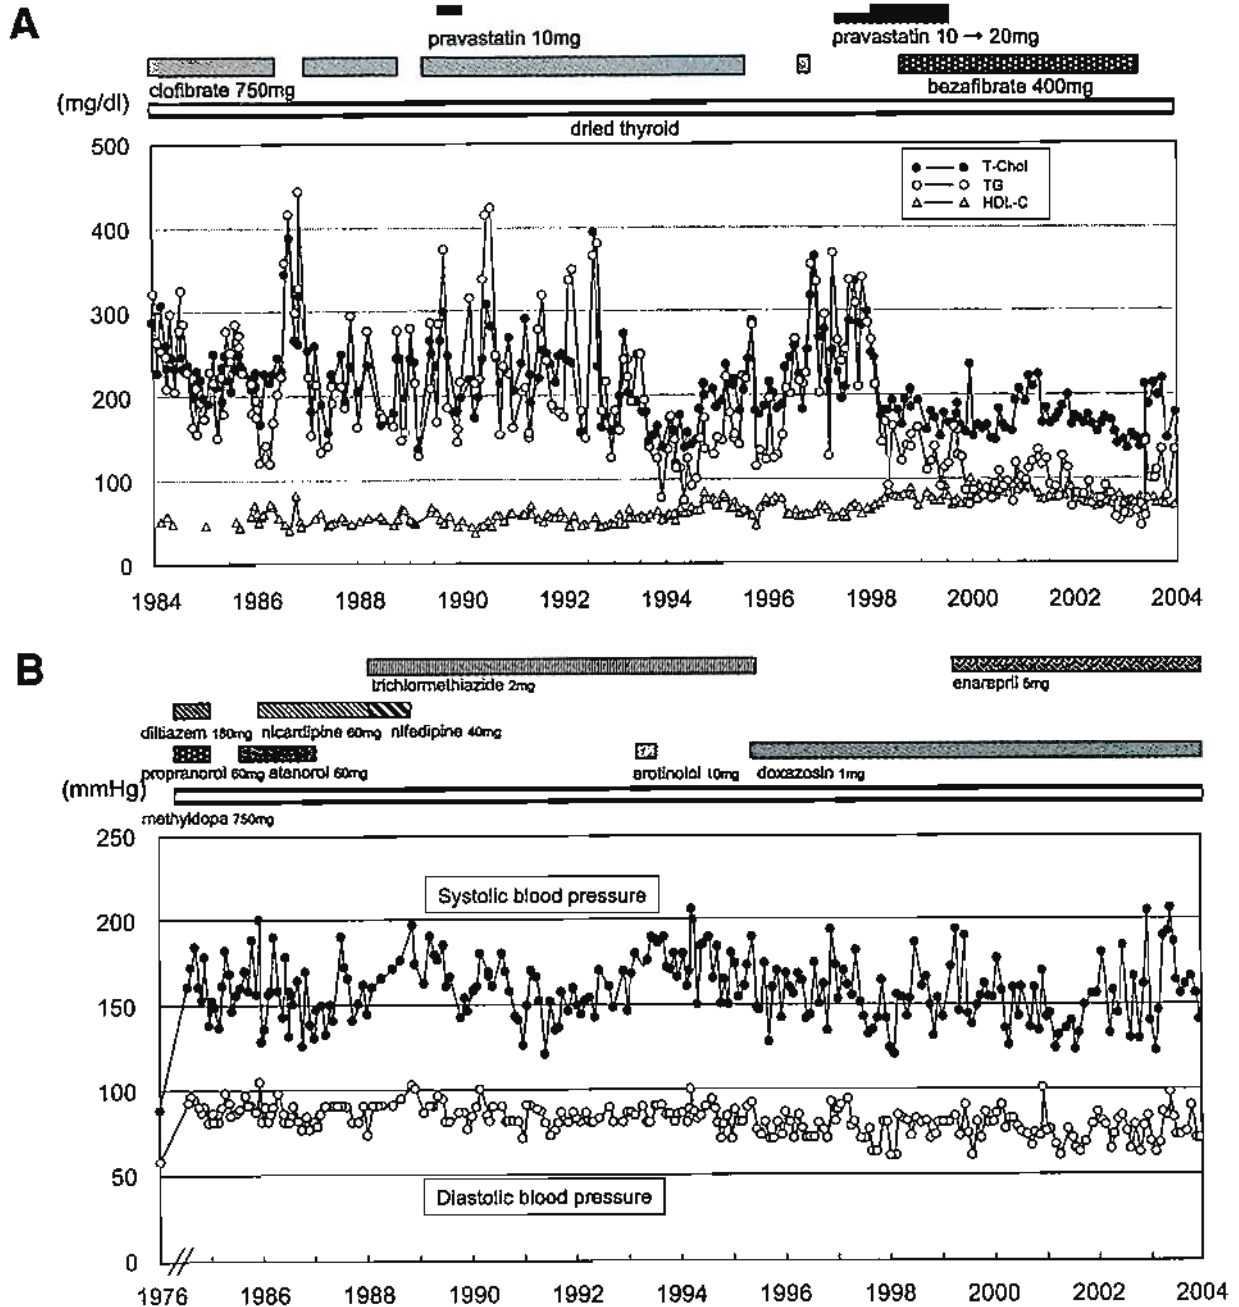 A
pravastatin 10mg
pravastatin 10 → 20mg
clofibrate 750mg
bezafibrate 400mg
(mg/dl)
dried thyroid
500
T-Chol
TG
HDL-C
400
300
200
100
0
1984 1986 1988 1990 1992 1994 1996 1998 2000 2002 2004
B
trichlormethiazide 2mg
enarapril 5mg
diltiazem 180mg nicardipine 60mg nifedipine 40mg
propranorol 60mg atenorol 60mg arotinolol 10mg doxazosin 1mg
(mmHg)
methyldopa 750mg
250
Systolic blood pressure
200
150
100
50
Diastolic blood pressure
0
1976 1986 1988 1990 1992 1994 1996 1998 2000 2002 2004